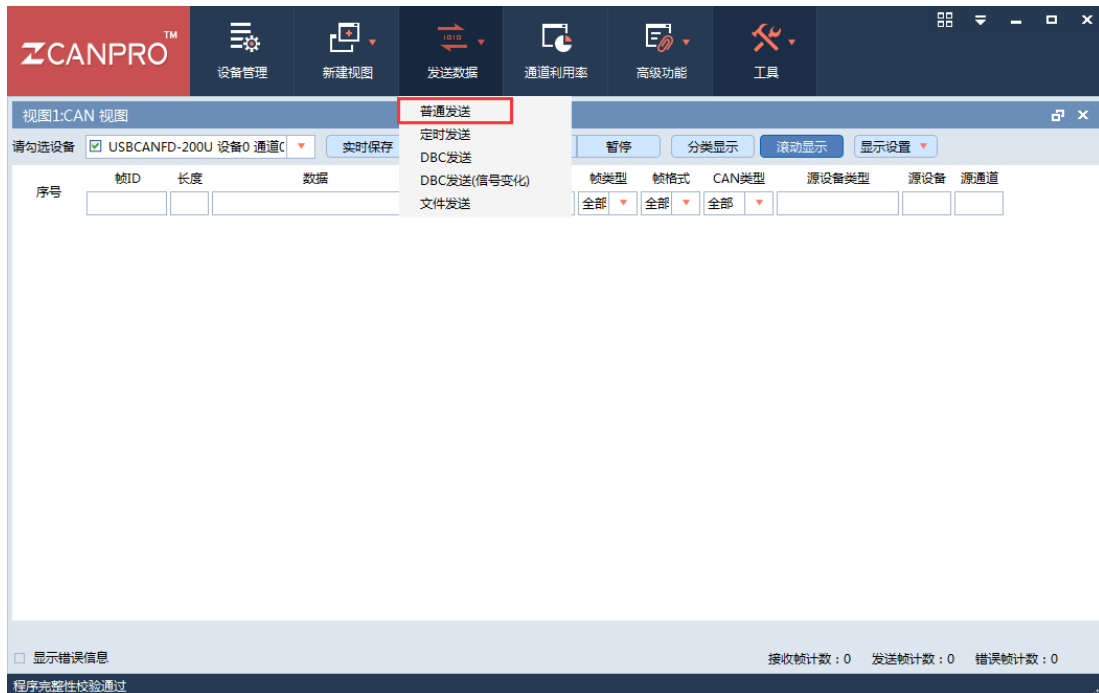 ZCANPRO™
设备管理
新建视图
发送数据
通道利用率
高级功能
工具
视图1:CAN 视图
普通发送
定时发送
DBC发送
DBC发送(信号变化)
文件发送
请勾选设备 USBCANFD-200U 设备0 通道 实时保存 暂停 分类显示 滚动显示 显示设置
序号 帧ID 长度 数据 帧类型 帧格式 CAN类型 源设备类型 源设备 源通道
全部 全部 全部
显示错误信息 接收帧计数：0 发送帧计数：0 错误帧计数：0
程序完整性校验通过